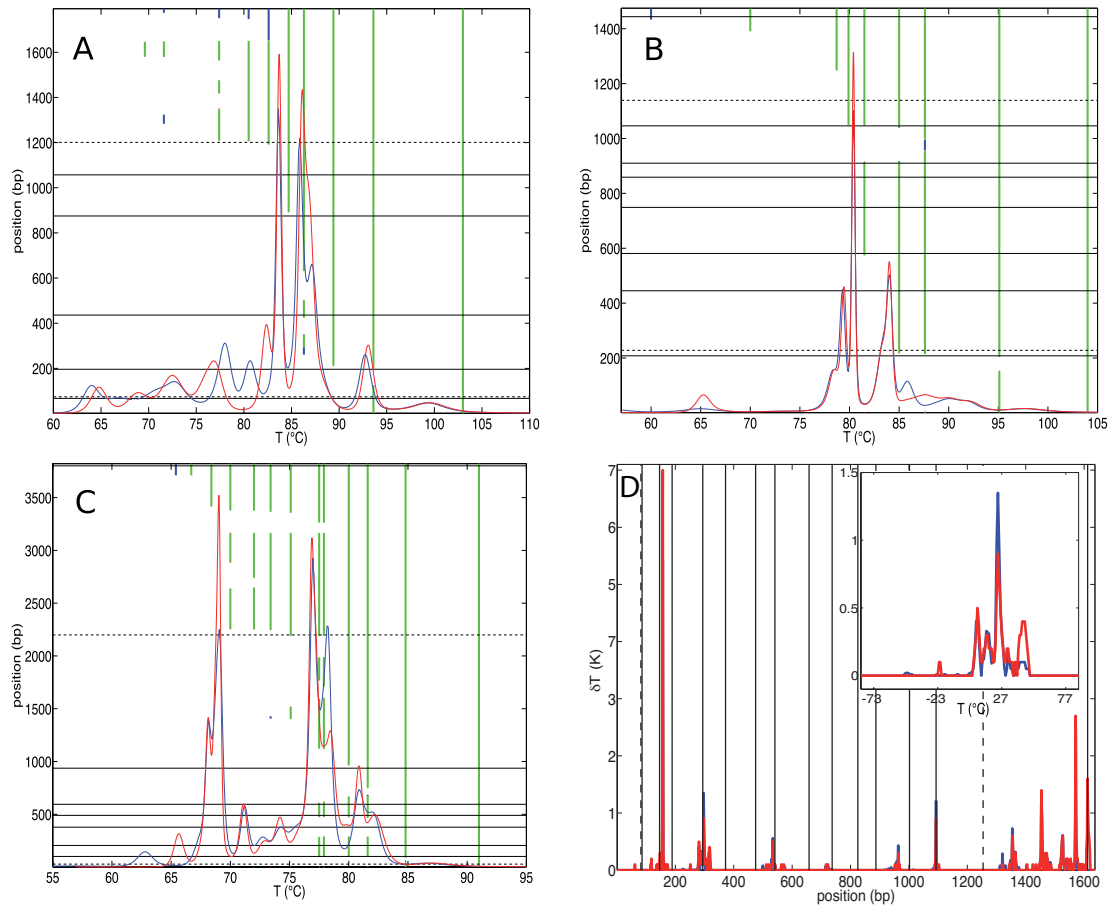 A
position (bp)
1600
1400
1200
1000
800
600
400
200
60 65 70 75 80 85 90 95 100 105 110
T (°C)
B
position (bp)
1400
1200
1000
800
600
400
200
60 65 70 75 80 85 90 95 100 105
T (°C)
C
position (bp)
3500
3000
2500
2000
1500
1000
500
55 60 65 70 75 80 85 90 95
T (°C)
D
δT (K)
7
6
5
7
3
2
1
0
200 400 600 800 1000 1200 1400 1600
position (bp)
1.5
1
0.5
0
-73 -23 27 77
T (°C)